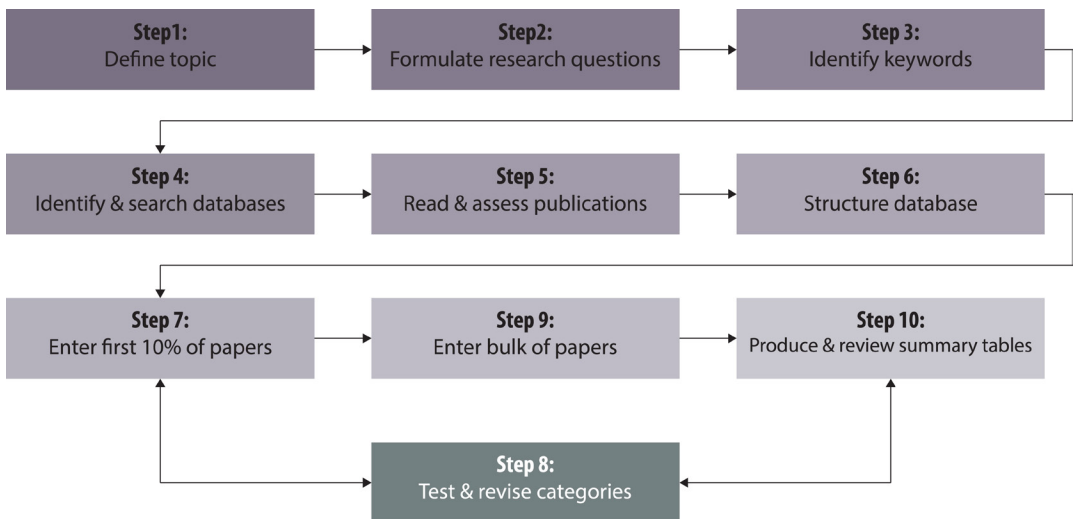 Step1:
Define topic
Step2:
Formulate research questions
Step 3:
Identify keywords
Step 4:
Identify & search databases
Step 5:
Read & assess publications
Step 6:
Structure database
Step 7:
Enter first 10% of papers
Step 9:
Enter bulk of papers
Step 10:
Produce & review summary tables
Step 8:
Test & revise categories